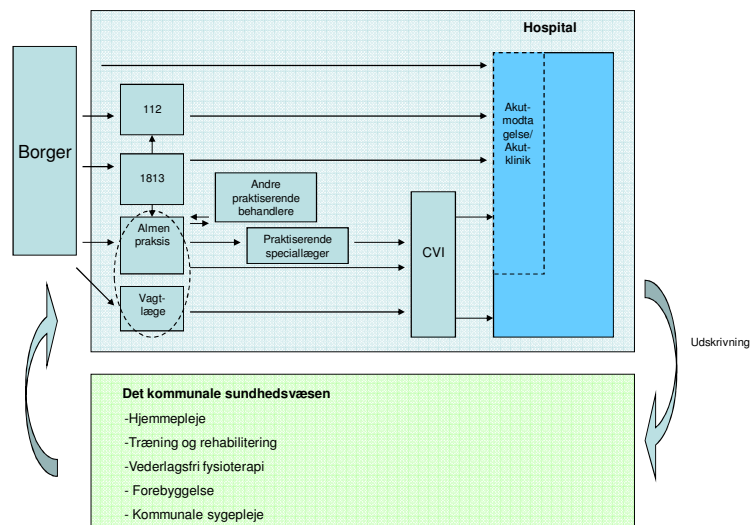 Hospital
Borger
112
1813
Almen
praksis
Vagt-
læge
Andre
praktiserende
behandlere
Praktiserende
speciallæger
CVI
Akut-
modta
gelse/
Akut-
klinik
Udskrivning
Det kommunale sundhedsvæsen
-Hjemmepleje
-Træning og rehabilitering
-Vederlagsfri fysioterapi
- Forebyggelse
- Kommunale sygepleje